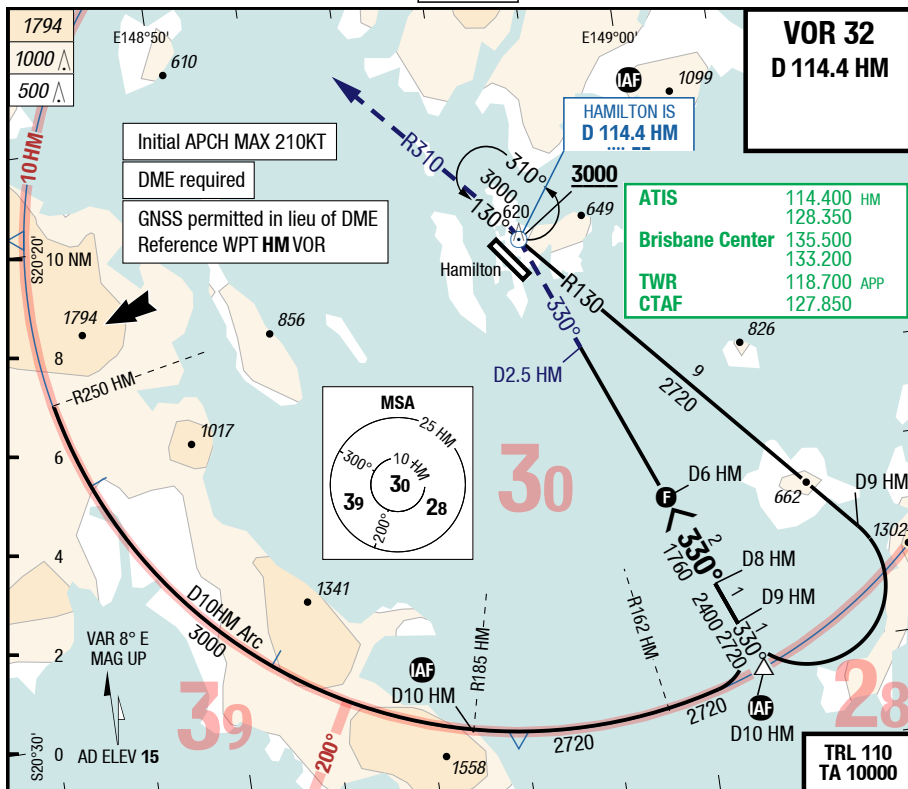 1794
1000
500
E148°50'
610
E149°00'
IAF
1099
VOR 32
D 114.4 HM
10 HM
Initial APCH MAX 210KT
DME required
GNSS permitted in lieu of DME
Reference WPT HM VOR
R310
310°
3000
130°
HAMILTON IS
D 114.4 HM
3000
620
649
ATIS 114.400 HM
128.350
Brisbane Center 135.500
133.200
TWR 118.700 APP
CTAF 127.850
S20°20'
10 NM
Hamilton
R130
330°
1794
856
826
8
R250 HM
D2.5 HM
9
2720
MSA
25 HM
300°
10 HM
30
39
28
200°
30
1017
6
D6 HM
F
662
D9 HM
1302
2
330°
1760
D8 HM
1
2400
D9 HM
1
330°
2720
4
1341
D10HM Arc
3000
R185 HM
R162 HM
VAR 8° E
MAG UP
2
IAF
D10 HM
IAF
D10 HM
2720
2720
39
28
200°
S20°30'
0
AD ELEV 15
1558
TRL 110
TA 10000